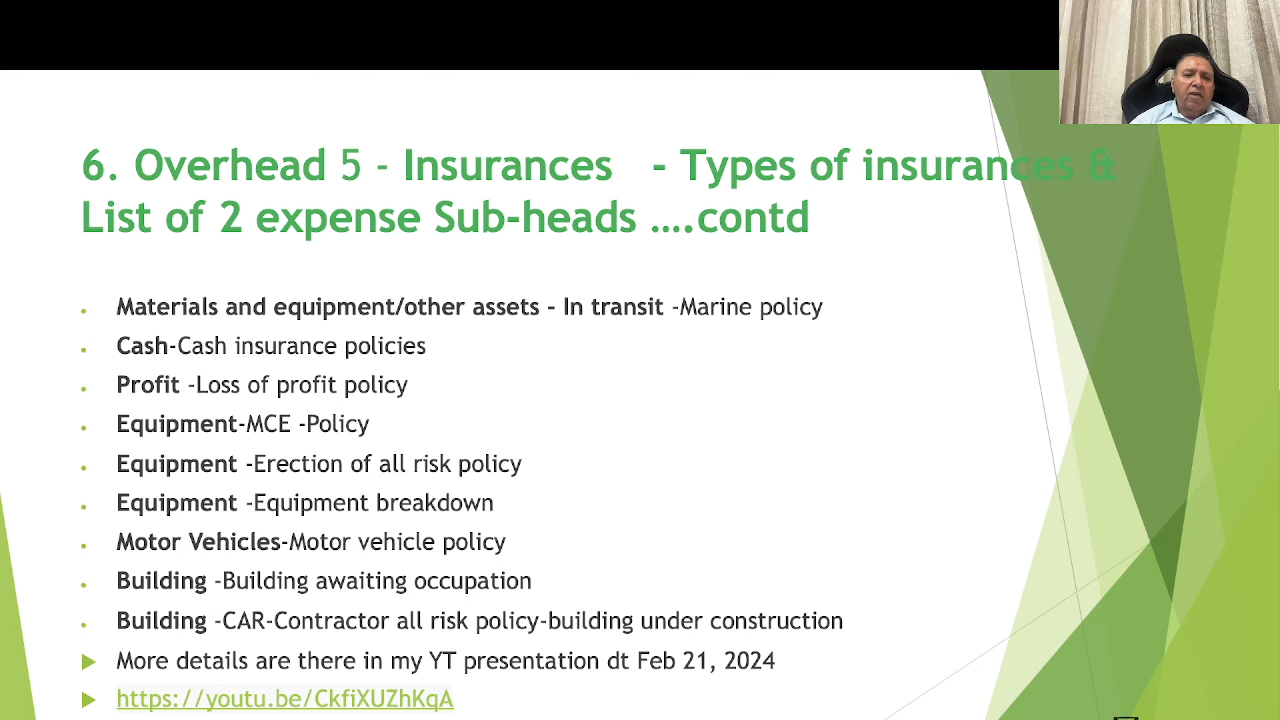 6. Overhead 5 - Insurances - Types of insurances &
List of 2 expense Sub-heads ….contd
Materials and equipment/other assets - In transit -Marine policy
Cash-Cash insurance policies
Profit -Loss of profit policy
Equipment-MCE -Policy
Equipment -Erection of all risk policy
Equipment -Equipment breakdown
Motor Vehicles-Motor vehicle policy
Building -Building awaiting occupation
Building -CAR-Contractor all risk policy-building under construction
More details are there in my YT presentation dt Feb 21, 2024
https://youtu.be/CkfiXUZhKqA